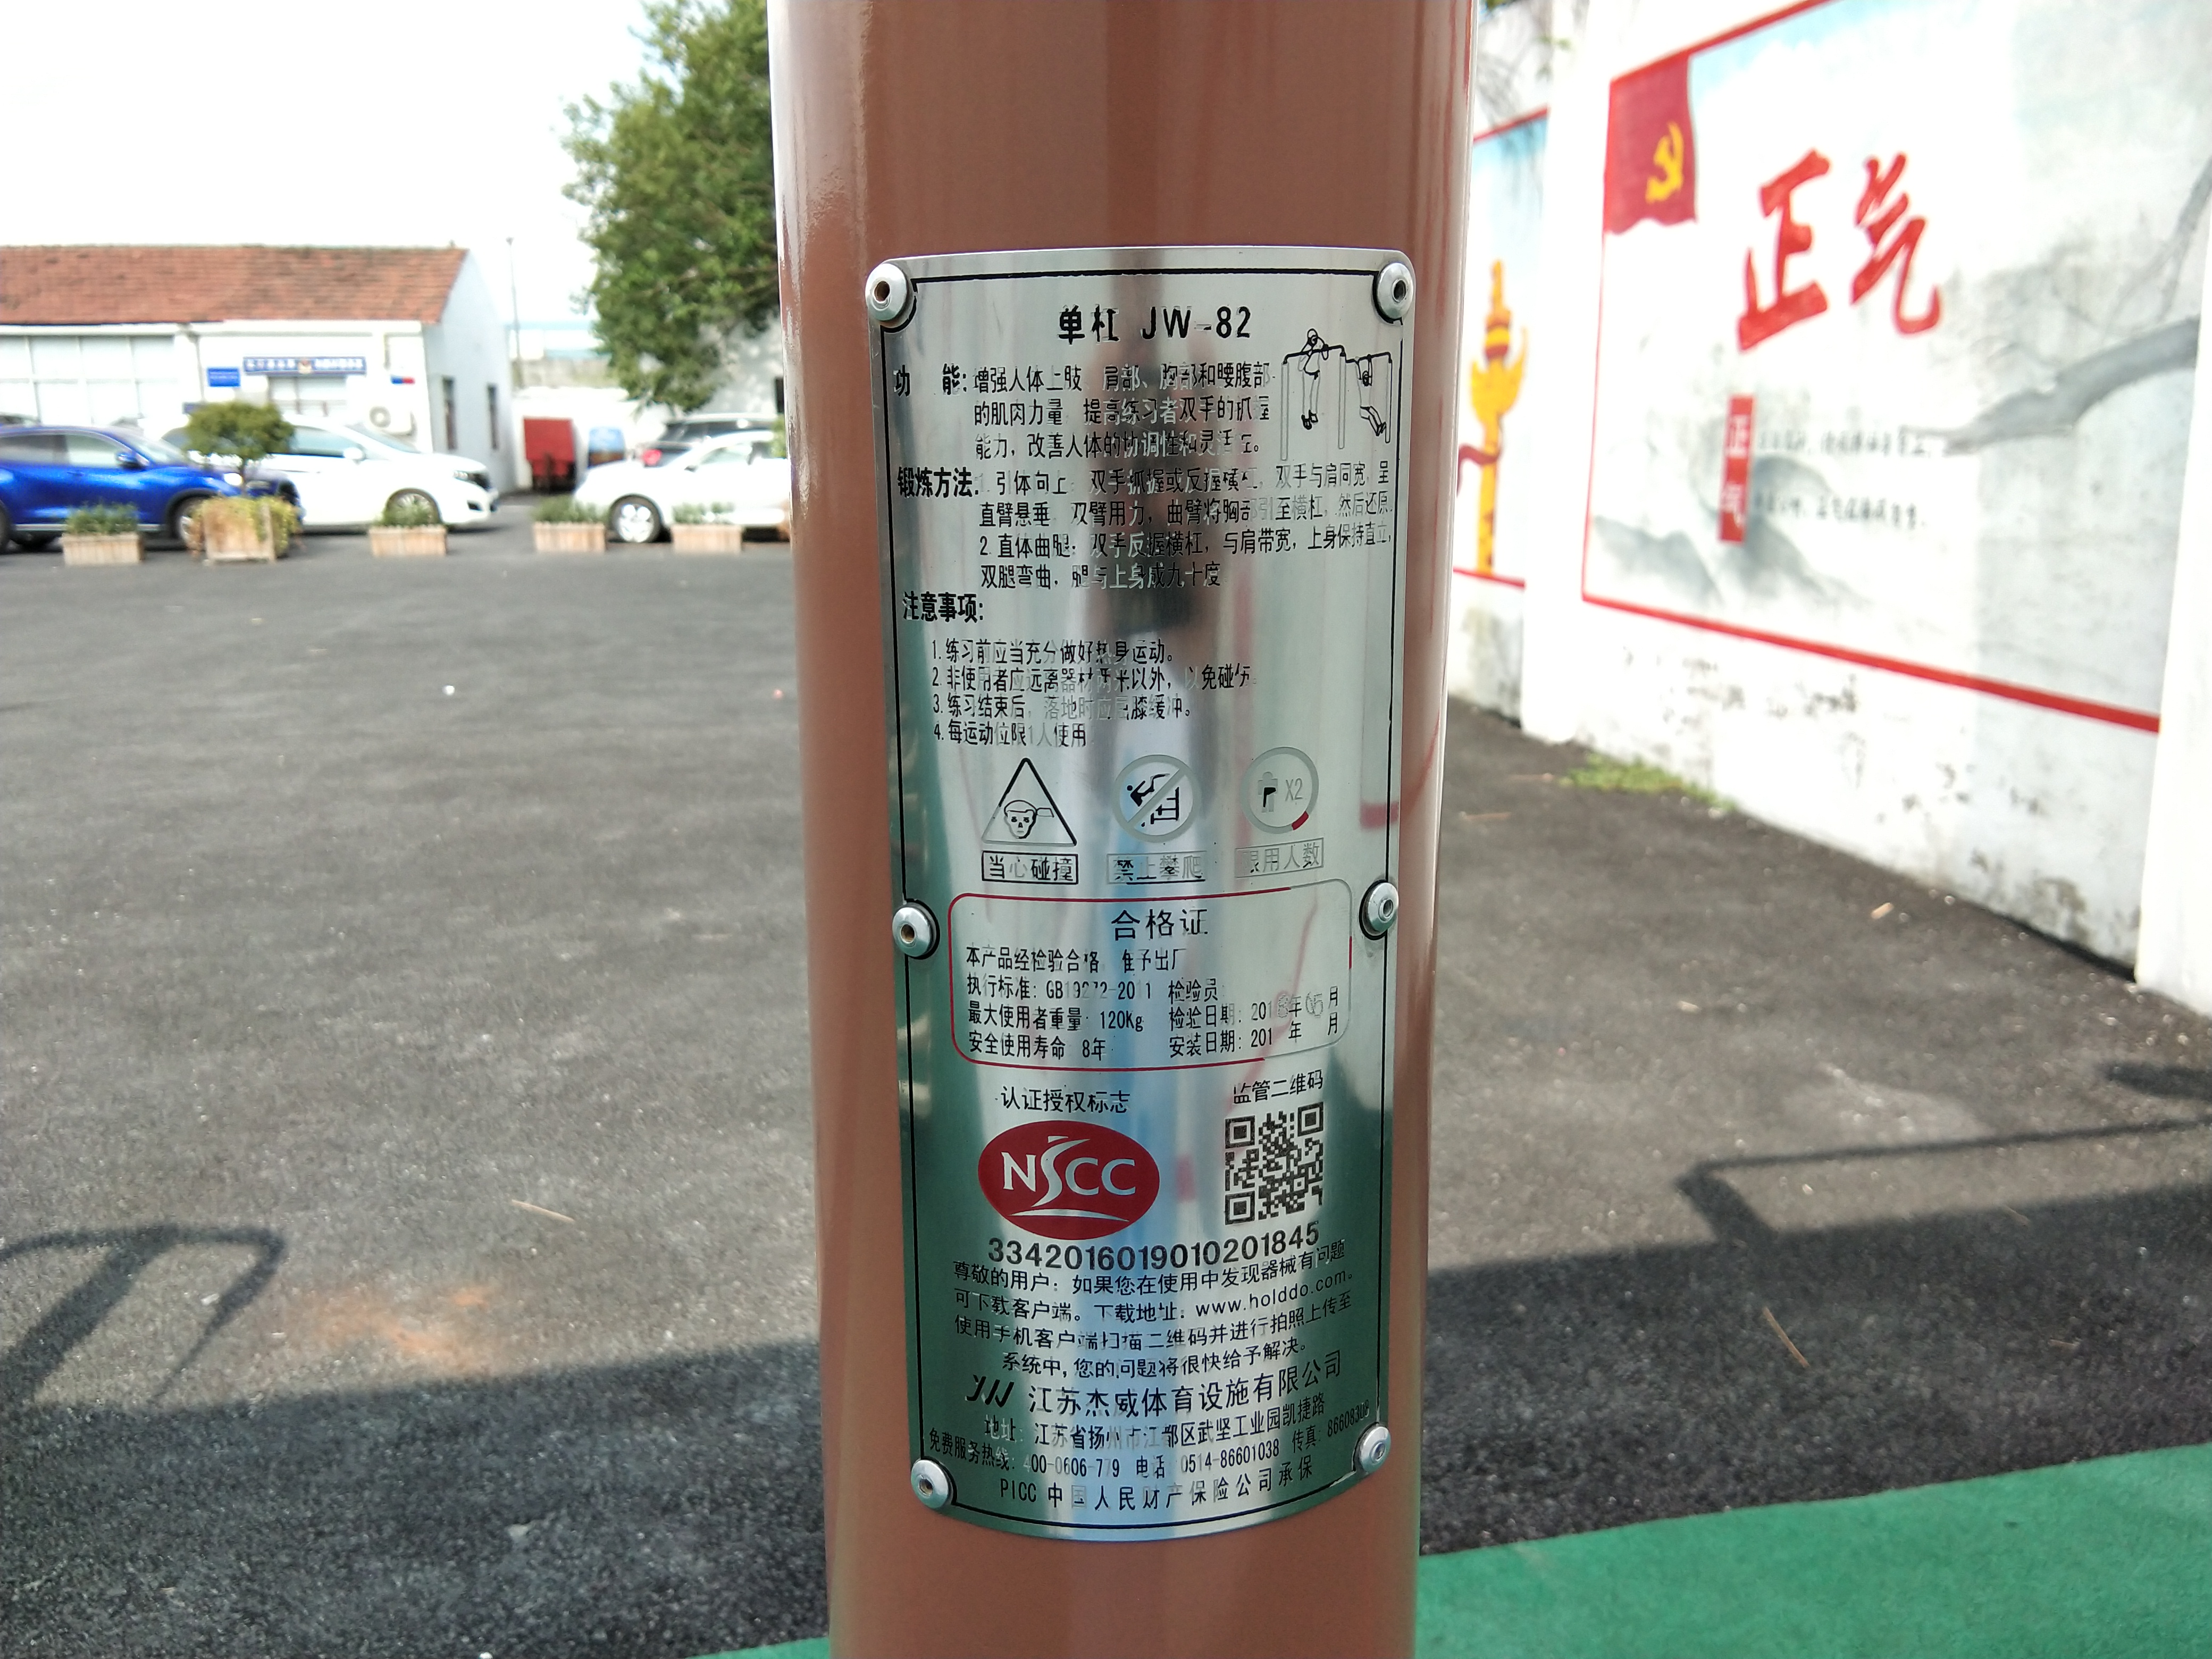 单杠 JW-82
功 能: 增强人体上肢 肩部、胸部和腰腹部
的肌肉力量 提高练习者双手的抓握
能力, 改善人体的协调性和灵活性。
锻炼方法: 1. 引体向上: 双手抓握或反握横杠, 双手与肩同宽, 呈
直臂悬垂, 双臂用力, 曲臂将胸部引至横杠, 然后还原。
2. 直体曲腿: 双手反握横杠, 与肩带宽, 上身保持直立,
双腿弯曲, 腿与上身成九十度
注意事项:
1. 练习前应当充分做好热身运动。
2. 非使用者应远离器材两米以外, 以免碰伤
3. 练习结束后, 落地时应屈膝缓冲。
4. 每运动位限1人使用
X2
当心碰撞 禁止攀爬 限用人数
合格证
本产品经检验合格 准予出厂
执行标准: GB19272-2011 检验员:
最大使用者重量: 120Kg 检验日期: 2018年05月
安全使用寿命 8年 安装日期: 201 年 月
认证授权标志 监管二维码
NSCC
3342016019010201845
尊敬的用户: 如果您在使用中发现器械有问题
可下载客户端。下载地址: www.holddo.com。
使用手机客户端扫描二维码并进行拍照上传至
系统中, 您的问题将很快给予解决。
JW 江苏杰威体育设施有限公司
地址: 江苏省扬州市江都区武坚工业园凯捷路
免费服务热线: 400-0606-779 电话: 0514-86601038 传真:
PICC 中国人民财产保险公司承保
正气
正气